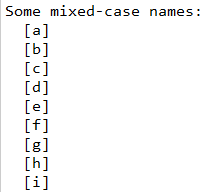 Some mixed-case names:
[a]
[b]
[c]
[d]
[e]
[f]
[g]
[h]
[i]